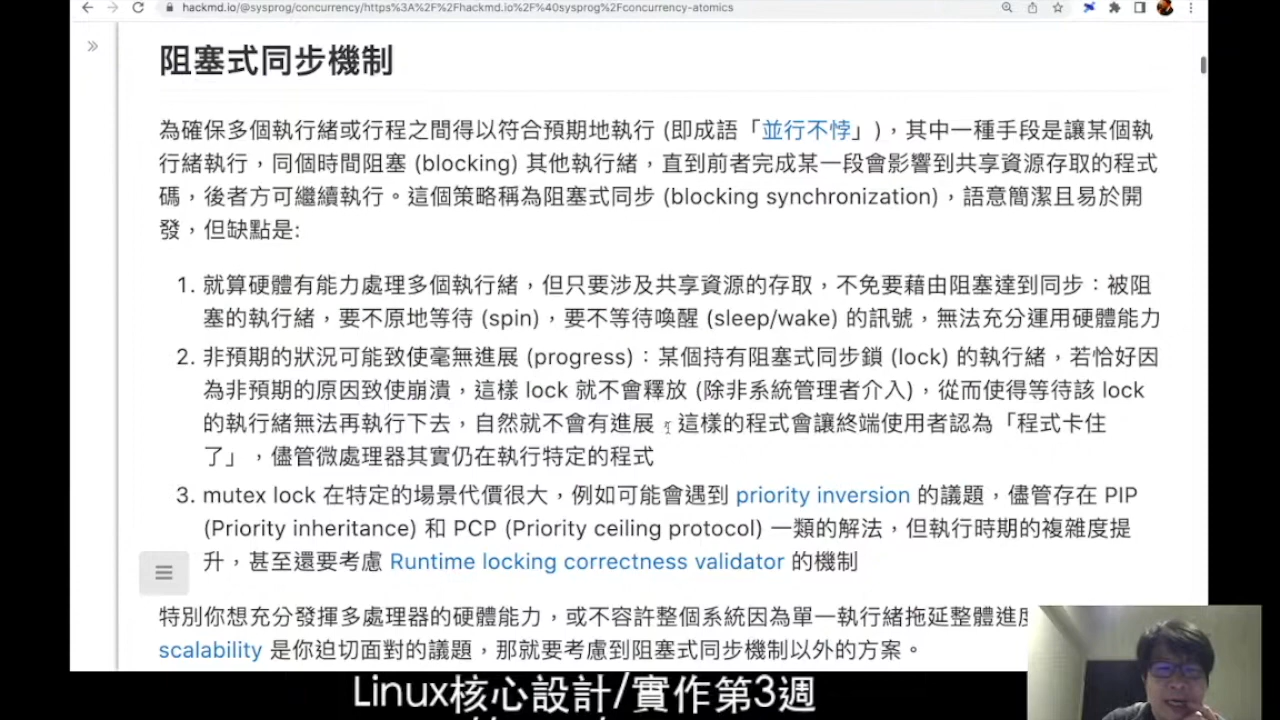 hackmd.io/@sysprog/concurrency/https%3A%2F%2Fhackmd.io%2F%40sysprog%2Fconcurrency-atomics
阻塞式同步機制
為確保多個執行緒或行程之間得以符合預期地執行 (即成語「並行不悖」)，其中一種手段是讓某個執
行緒執行，同個時間阻塞 (blocking) 其他執行緒，直到前者完成某一段會影響到共享資源存取的程式
碼，後者方可繼續執行。這個策略稱為阻塞式同步 (blocking synchronization)，語意簡潔且易於開
發，但缺點是:
1. 就算硬體有能力處理多個執行緒，但只要涉及共享資源的存取，不免要藉由阻塞達到同步：被阻
塞的執行緒，要不原地等待 (spin)，要不等待喚醒 (sleep/wake) 的訊號，無法充分運用硬體能力
2. 非預期的狀況可能致使毫無進展 (progress)：某個持有阻塞式同步鎖 (lock) 的執行緒，若恰好因
為非預期的原因致使崩潰，這樣 lock 就不會釋放 (除非系統管理者介入)，從而使得等待該 lock
的執行緒無法再執行下去，自然就不會有進展。這樣的程式會讓終端使用者認為「程式卡住
了」，儘管微處理器其實仍在執行特定的程式
3. mutex lock 在特定的場景代價很大，例如可能會遇到 priority inversion 的議題，儘管存在 PIP
(Priority inheritance) 和 PCP (Priority ceiling protocol) 一類的解法，但執行時期的複雜度提
升，甚至還要考慮 Runtime locking correctness validator 的機制
特別你想充分發揮多處理器的硬體能力，或不容許整個系統因為單一執行緒拖延整體進度
scalability 是你迫切面對的議題，那就要考慮到阻塞式同步機制以外的方案。
Linux核心設計/實作第3週